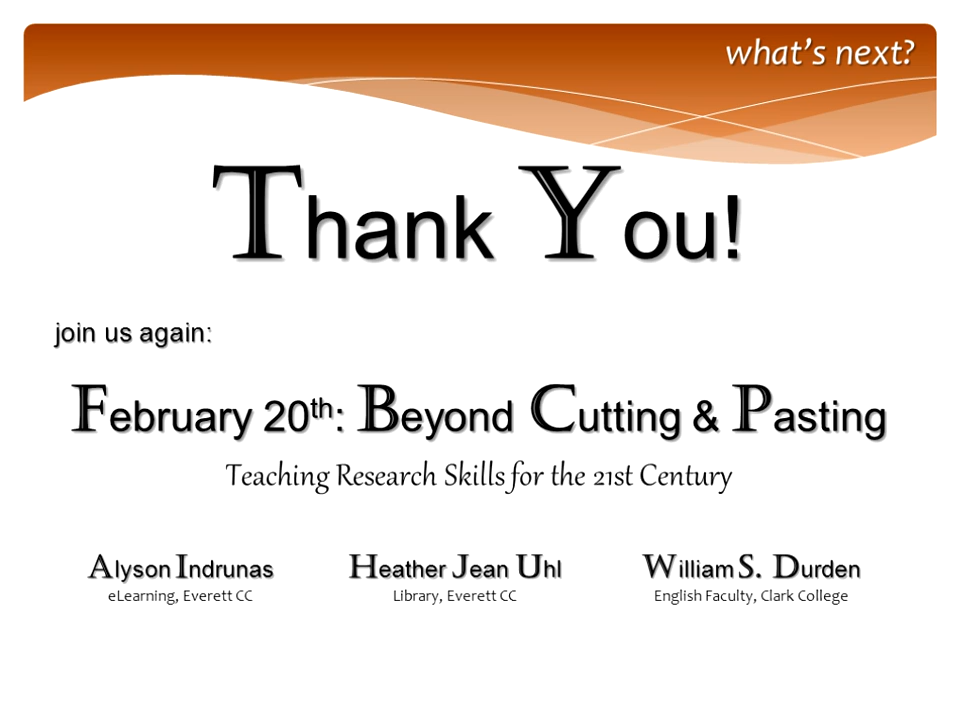 what's next?
Thank You!
join us again:
February 20th: Beyond Cutting & Pasting
Teaching Research Skills for the 21st Century
Alyson Indrunas Heather Jean Uhl William S. Durden
eLearning, Everett CC Library, Everett CC English Faculty, Clark College